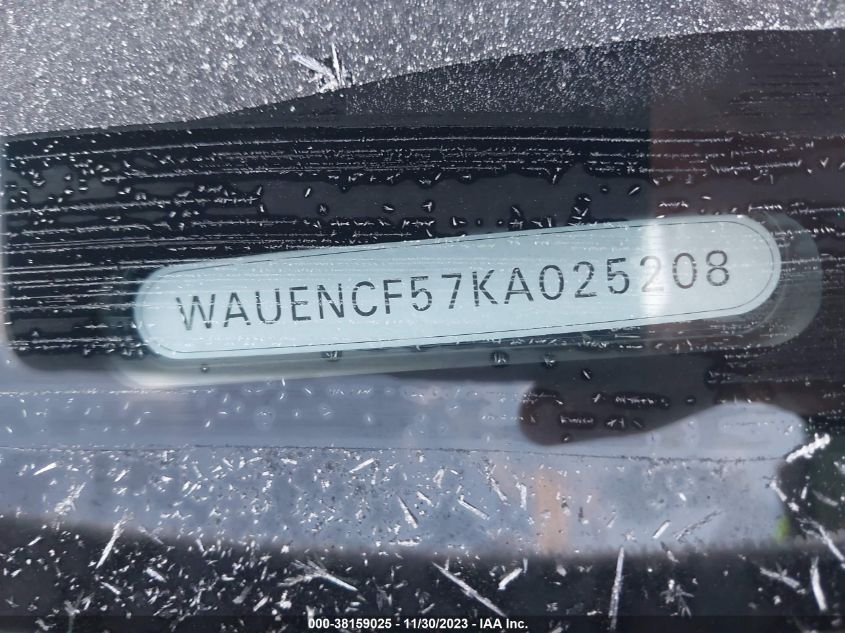 WAUENCF57KA025208
000-38159025 - 11/30/2023 - IAA Inc.